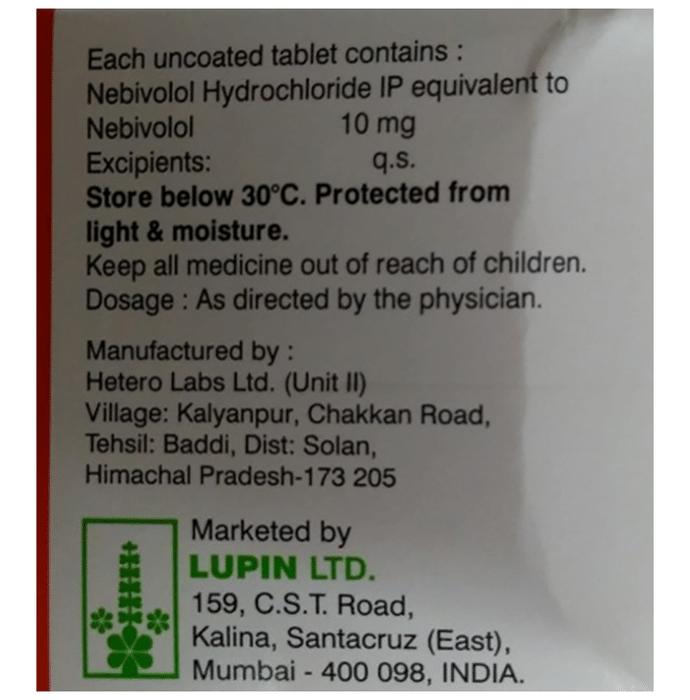 Each uncoated tablet contains :
Nebivolol Hydrochloride IP equivalent to
Nebivolol 10 mg
Excipients: q.s.
Store below 30°C. Protected from
light & moisture.
Keep all medicine out of reach of children.
Dosage : As directed by the physician.
Manufactured by :
Hetero Labs Ltd. (Unit II)
Village: Kalyanpur, Chakkan Road,
Tehsil: Baddi, Dist: Solan,
Himachal Pradesh-173 205
Marketed by
LUPIN LTD.
159, C.S.T. Road,
Kalina, Santacruz (East),
Mumbai - 400 098, INDIA.